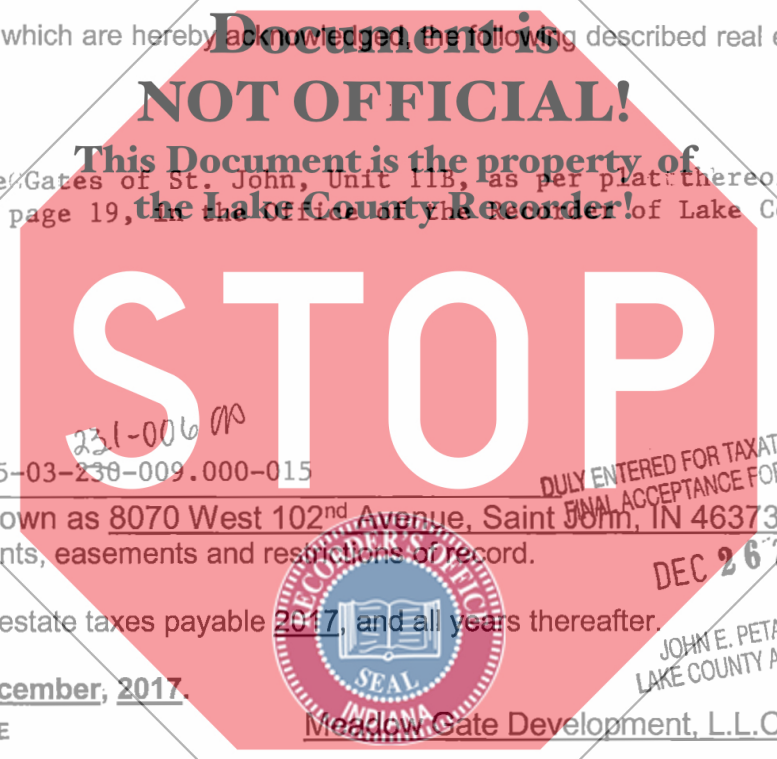 Document is
which are hereby acknowledged, the following described real e
NOT OFFICIAL!
This Document is the property of
Gates of St. John, Unit IIB, as per plat thereo
the Lake County Recorder!
page 19, in the Office of the Recorder of Lake C
STOP
231-006
5-03-230-009.000-015
DULY ENTERED FOR TAXAT
FINAL ACCEPTANCE FOR
own as 8070 West 102nd Avenue, Saint John, IN 46373
nts, easements and restrictions of record.
DEC 26
estate taxes payable 2017, and all years thereafter.
RECORDER'S OFFICE
SEAL
INDIANA
JOHN E. PETA
LAKE COUNTY A
cember, 2017.
E
Meadow Gate Development, L.L.C